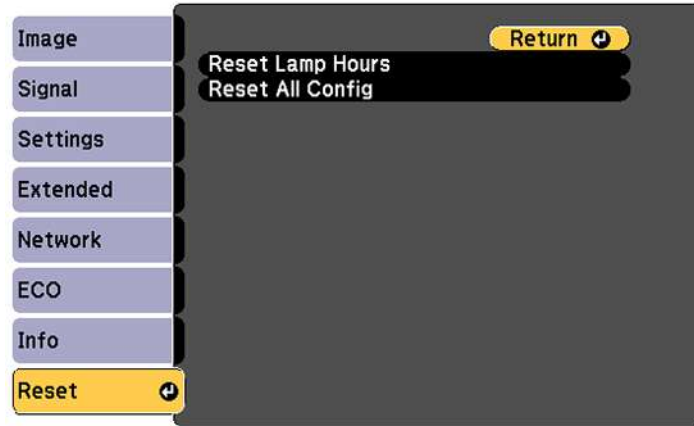 Image
Signal
Settings
Extended
Network
ECO
Info
Reset
Return
Reset Lamp Hours
Reset All Config